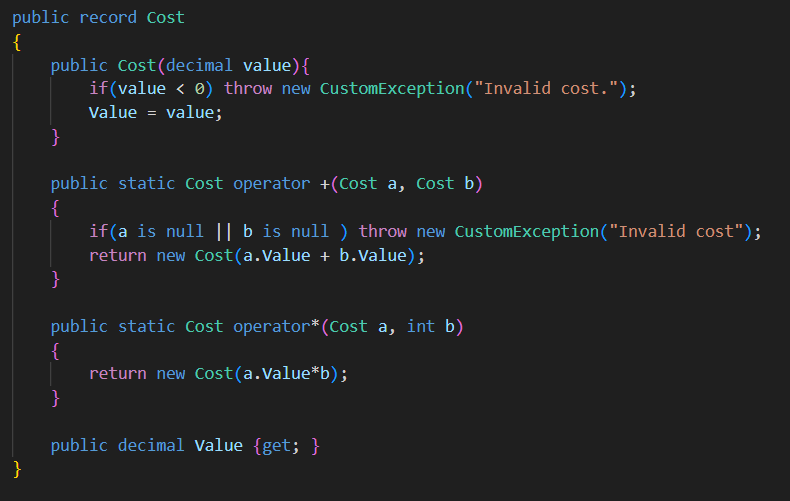 public record Cost
{
    public Cost(decimal value){
        if(value < 0) throw new CustomException("Invalid cost.");
        Value = value;
    }

    public static Cost operator +(Cost a, Cost b)
    {
        if(a is null || b is null ) throw new CustomException("Invalid cost");
        return new Cost(a.Value + b.Value);
    }

    public static Cost operator*(Cost a, int b)
    {
        return new Cost(a.Value*b);
    }

    public decimal Value {get; }
}